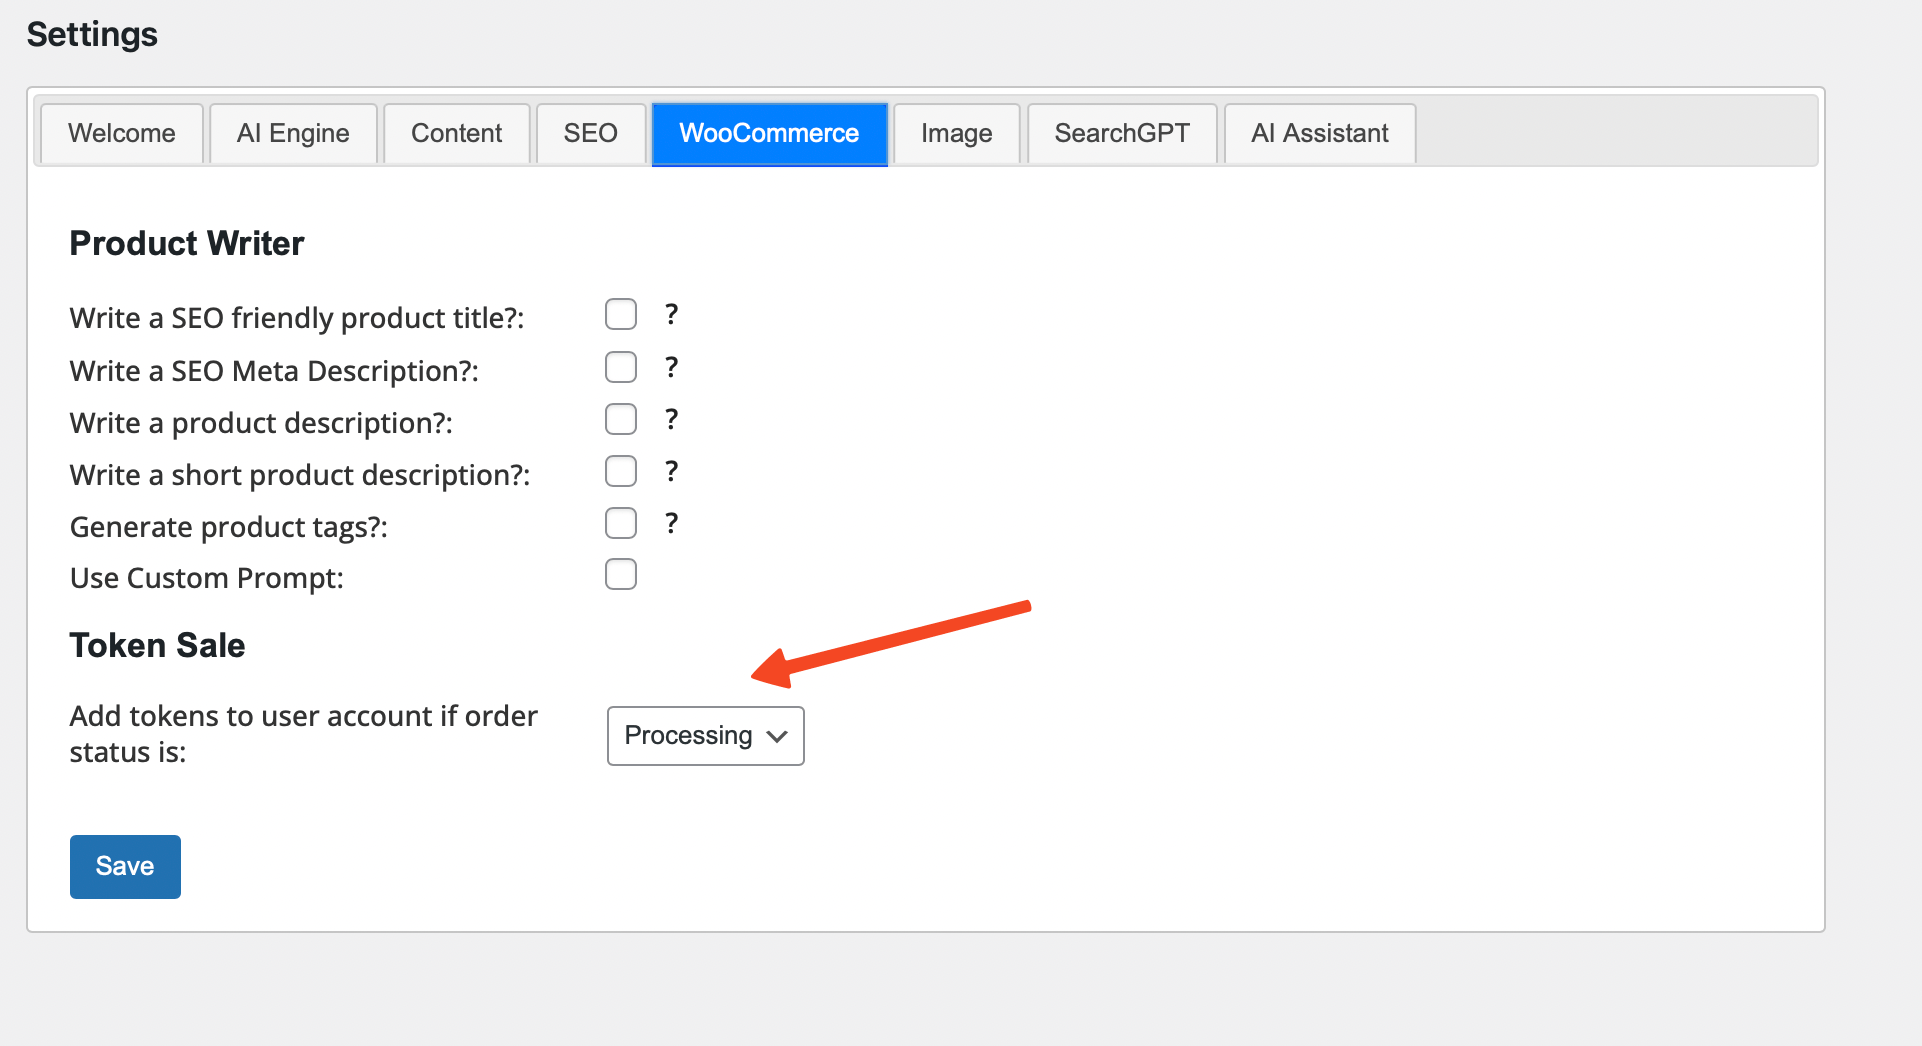 Settings
Welcome AI Engine Content SEO WooCommerce Image SearchGPT AI Assistant
Product Writer
Write a SEO friendly product title?: ?
Write a SEO Meta Description?: ?
Write a product description?: ?
Write a short product description?: ?
Generate product tags?: ?
Use Custom Prompt:
Token Sale
Add tokens to user account if order
status is:
Processing
Save